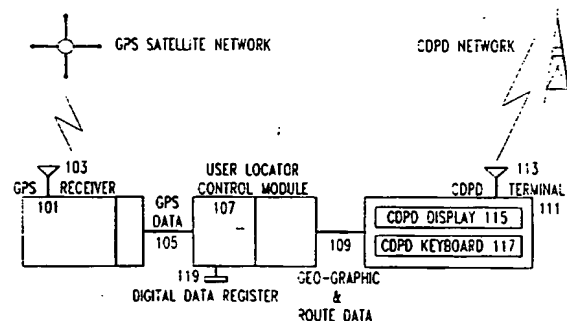 GPS SATELLITE NETWORK
CDPD NETWORK
103
GPS RECEIVER
101
GPS DATA
105
USER LOCATOR
CONTROL MODULE
107
119
DIGITAL DATA REGISTER
109
GEO-GRAPHIC
&
ROUTE DATA
113
CDPD TERMINAL
111
CDPD DISPLAY 115
CDPD KEYBOARD 117